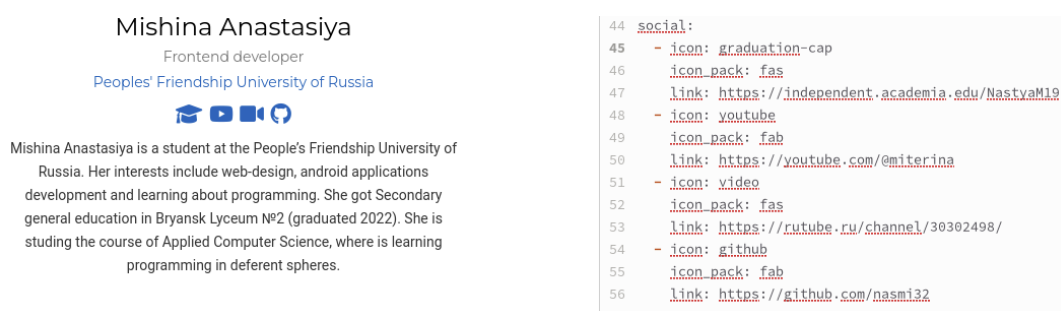 Mishina Anastasiya
Frontend developer
Peoples' Friendship University of Russia
Mishina Anastasiya is a student at the People's Friendship University of
Russia. Her interests include web-design, android applications
development and learning about programming. She got Secondary
general education in Bryansk Lyceum №2 (graduated 2022). She is
studing the course of Applied Computer Science, where is learning
programming in deferent spheres.
44 social:
45 - icon: graduation-cap
46 icon_pack: fas
47 link: https://independent.academia.edu/NastyaM19
48 - icon: youtube
49 icon_pack: fab
50 link: https://youtube.com/@miterina
51 - icon: video
52 icon_pack: fas
53 link: https://rutube.ru/channel/30302498/
54 - icon: github
55 icon_pack: fab
56 link: https://github.com/nasmi32